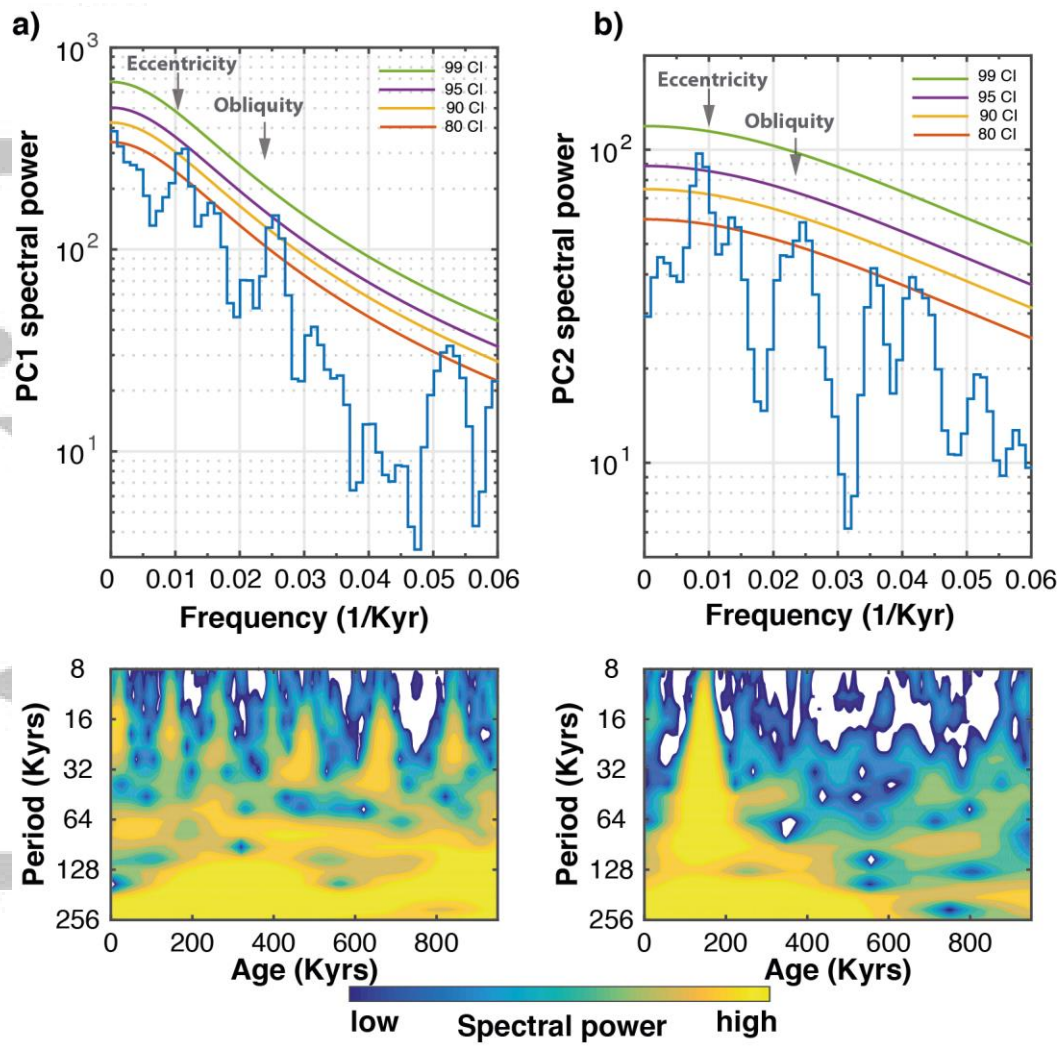 a)
10^3
Eccentricity
Obliquity
99 CI
95 CI
90 CI
80 CI
10^2
10^1
PC1 spectral power
0 0.01 0.02 0.03 0.04 0.05 0.06
Frequency (1/Kyr)
b)
Eccentricity
Obliquity
99 CI
95 CI
90 CI
80 CI
10^2
10^1
PC2 spectral power
0 0.01 0.02 0.03 0.04 0.05 0.06
Frequency (1/Kyr)
8
16
32
64
128
256
Period (Kyrs)
0 200 400 600 800
Age (Kyrs)
8
16
32
64
128
256
Period (Kyrs)
0 200 400 600 800
Age (Kyrs)
low Spectral power high